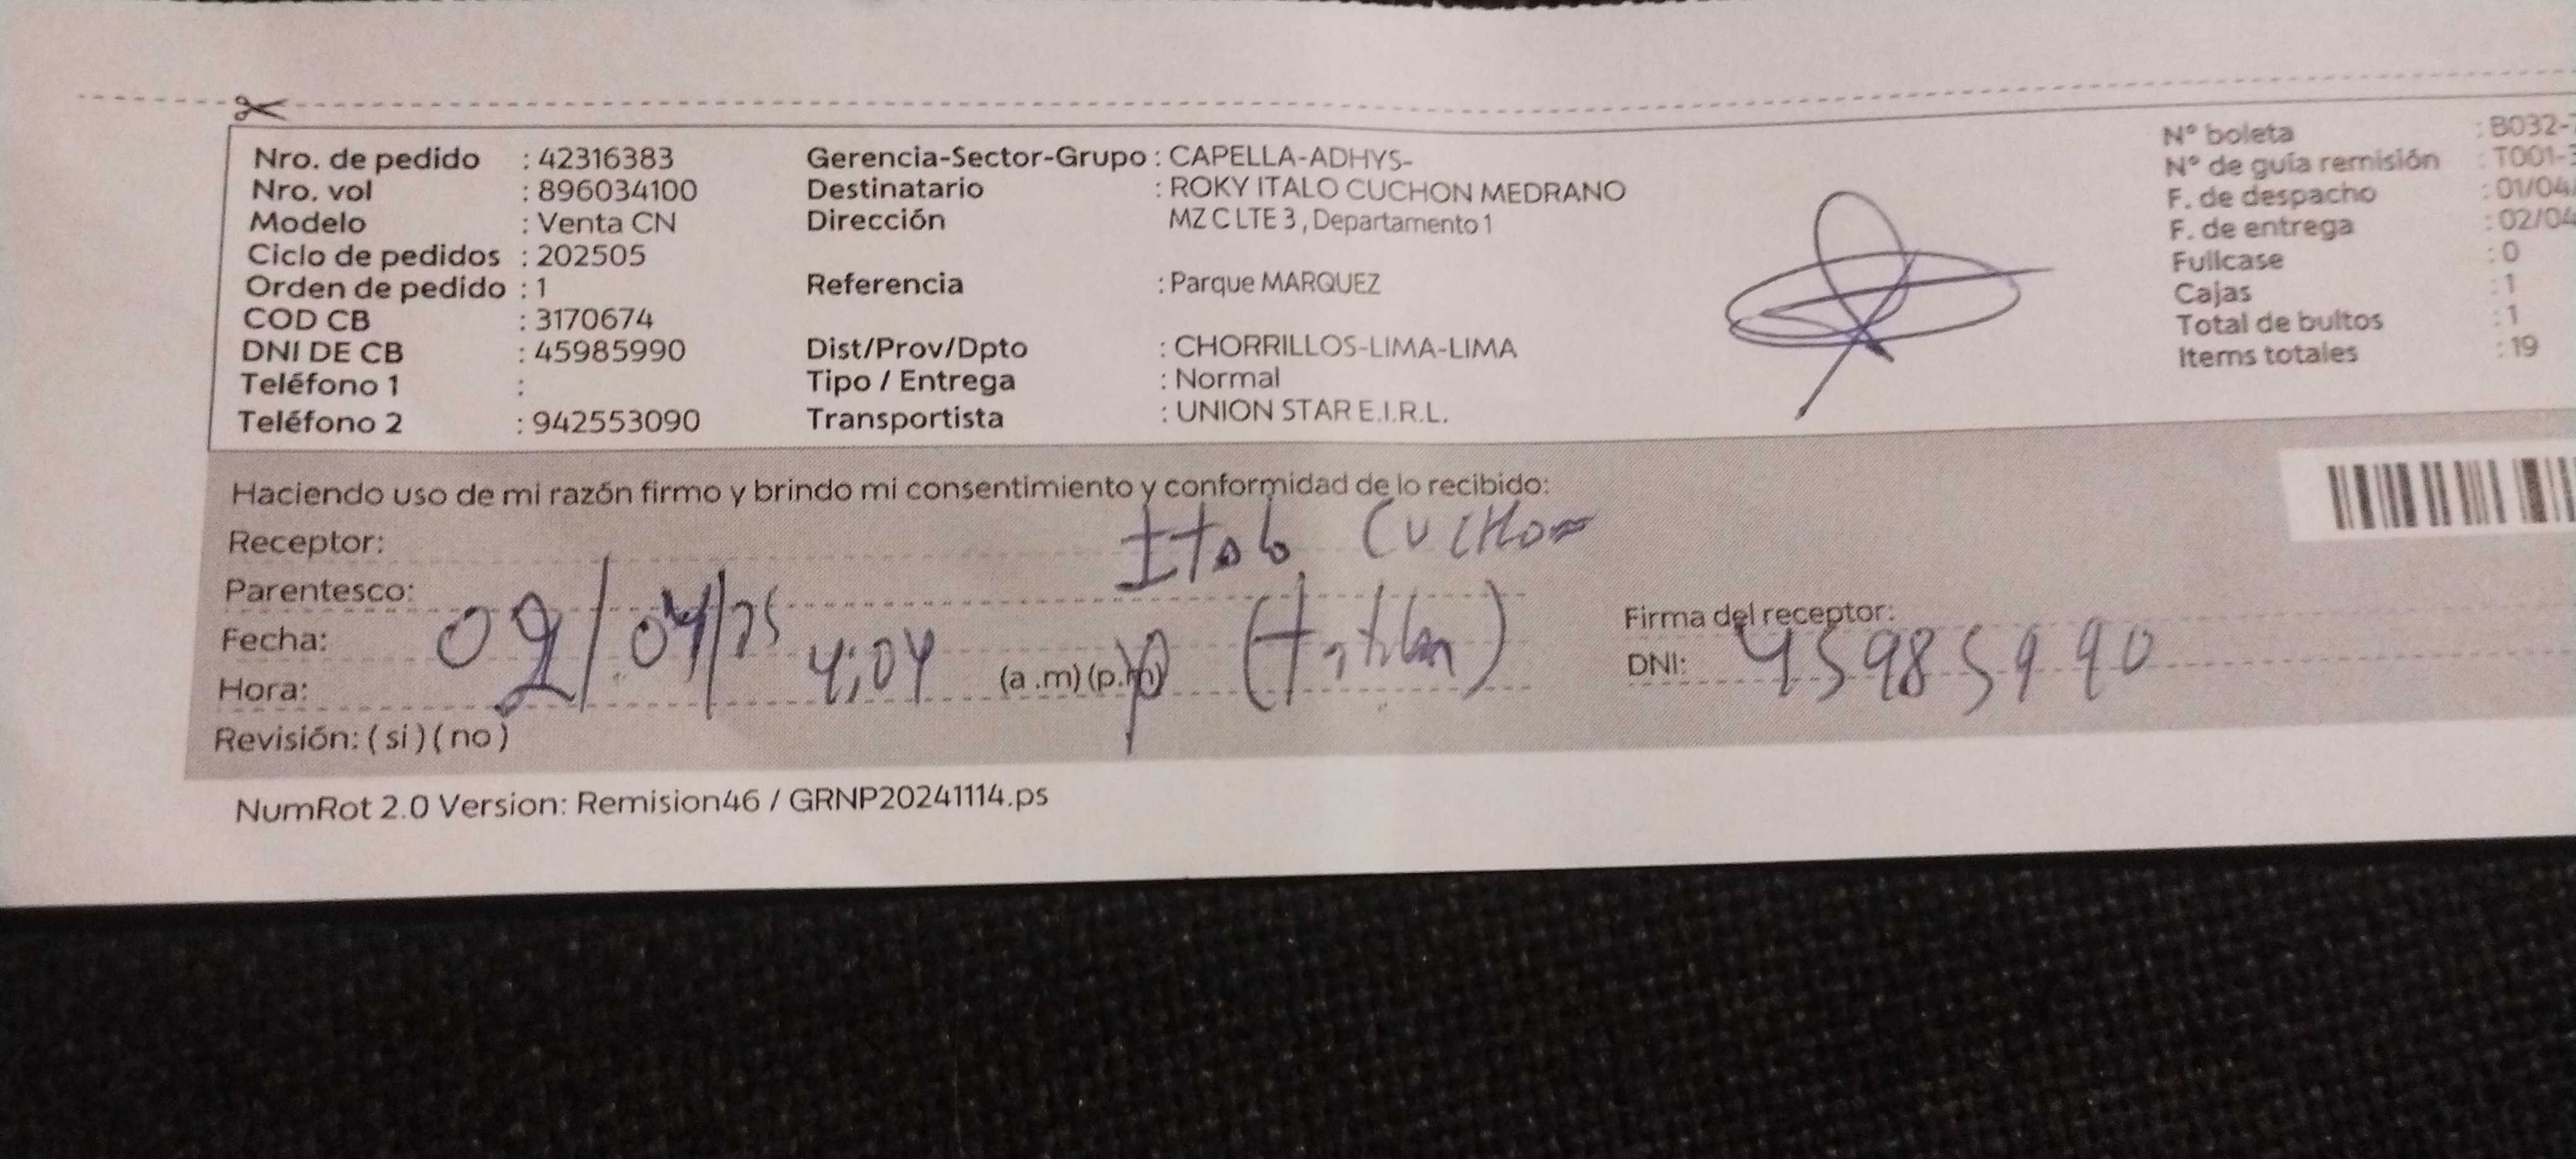 Nro. de pedido : 42316383
Nro. vol : 896034100
Modelo : Venta CN
Ciclo de pedidos : 202505
Orden de pedido : 1
COD CB : 3170674
DNI DE CB : 45985990
Teléfono 1 :
Teléfono 2 : 942553090
Gerencia-Sector-Grupo : CAPELLA-ADHYS-
Destinatario : ROKY ITALO CUCHON MEDRANO
Dirección MZ C LTE 3 , Departamento 1
Referencia : Parque MARQUEZ
Dist/Prov/Dpto : CHORRILLOS-LIMA-LIMA
Tipo / Entrega : Normal
Transportista : UNION STAR E.I.R.L.
N° boleta : B032-
N° de guía remisión : T001-
F. de despacho : 01/04/
F. de entrega : 02/04
Fullcase : 0
Cajas : 1
Total de bultos : 1
Items totales : 19
Haciendo uso de mi razón firmo y brindo mi consentimiento y conformidad de lo recibido:
Receptor: Italo CUCHON
Parentesco: (titular)
Fecha: 02/04/25
Hora: 4:04 (a .m) (p.m)
Revisión: ( si ) ( no )
Firma del receptor:
DNI: 45985990
NumRot 2.0 Version: Remision46 / GRNP20241114.ps